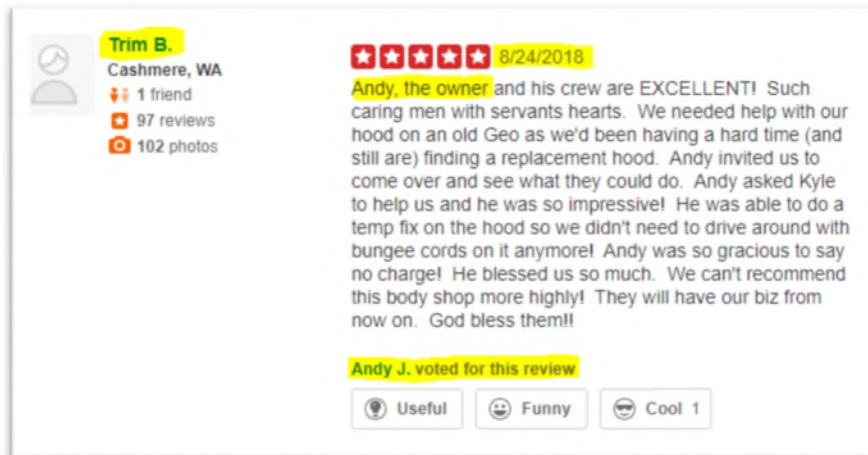 Trim B.
Cashmere, WA
1 friend
97 reviews
102 photos
8/24/2018
Andy, the owner and his crew are EXCELLENT!  Such
caring men with servants hearts.  We needed help with our
hood on an old Geo as we'd been having a hard time (and
still are) finding a replacement hood.  Andy invited us to
come over and see what they could do.  Andy asked Kyle
to help us and he was so impressive!  He was able to do a
temp fix on the hood so we didn't need to drive around with
bungee cords on it anymore!  Andy was so gracious to say
no charge!  He blessed us so much.  We can't recommend
this body shop more highly!  They will have our biz from
now on.  God bless them!!
Andy J. voted for this review
Useful
Funny
Cool 1